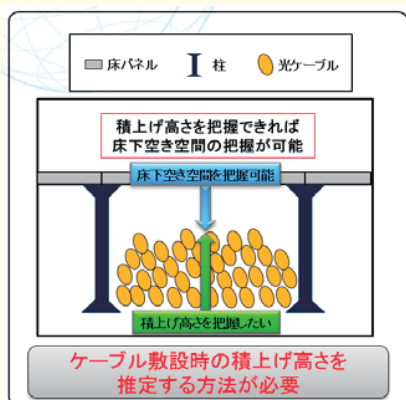 床パネル 柱 光ケーブル
積上げ高さを把握できれば
床下空き空間の把握が可能
床下空き空間を把握可能
積上げ高さを把握したい
ケーブル敷設時の積上げ高さを
推定する方法が必要